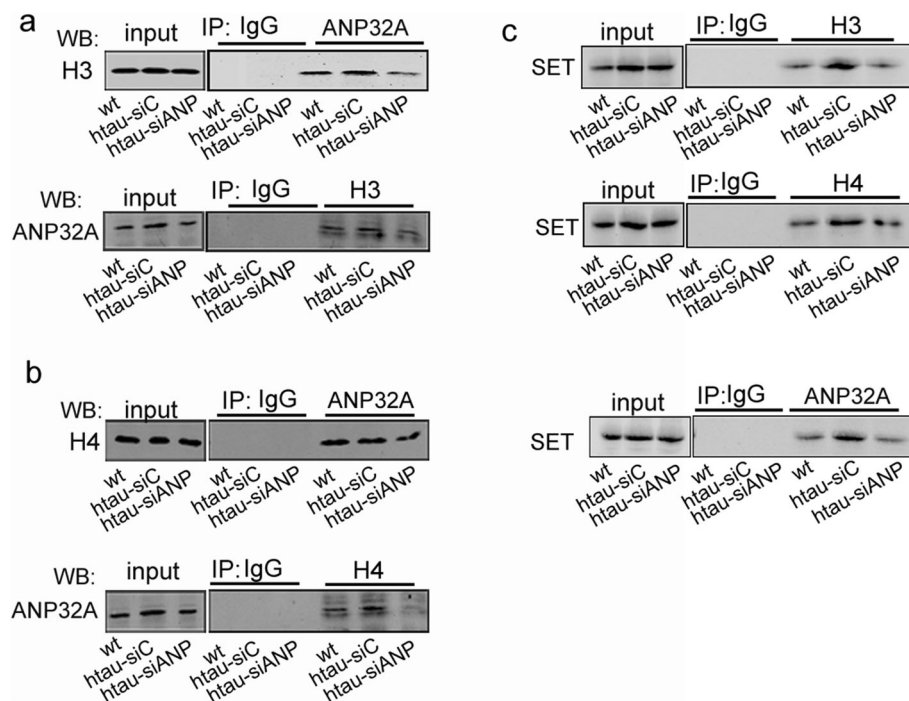 a
WB: input IP: IgG ANP32A
H3
wt htau-siC htau-siANP wt htau-siC htau-siANP wt htau-siC htau-siANP
WB: input IP: IgG H3
ANP32A
wt htau-siC htau-siANP wt htau-siC htau-siANP wt htau-siC htau-siANP
b
WB: input IP: IgG ANP32A
H4
wt htau-siC htau-siANP wt htau-siC htau-siANP wt htau-siC htau-siANP
WB: input IP: IgG H4
ANP32A
wt htau-siC htau-siANP wt htau-siC htau-siANP wt htau-siC htau-siANP
c
input IP: IgG H3
SET
wt htau-siC htau-siANP wt htau-siC htau-siANP wt htau-siC htau-siANP
input IP: IgG H4
SET
wt htau-siC htau-siANP wt htau-siC htau-siANP wt htau-siC htau-siANP
input IP: IgG ANP32A
SET
wt htau-siC htau-siANP wt htau-siC htau-siANP wt htau-siC htau-siANP